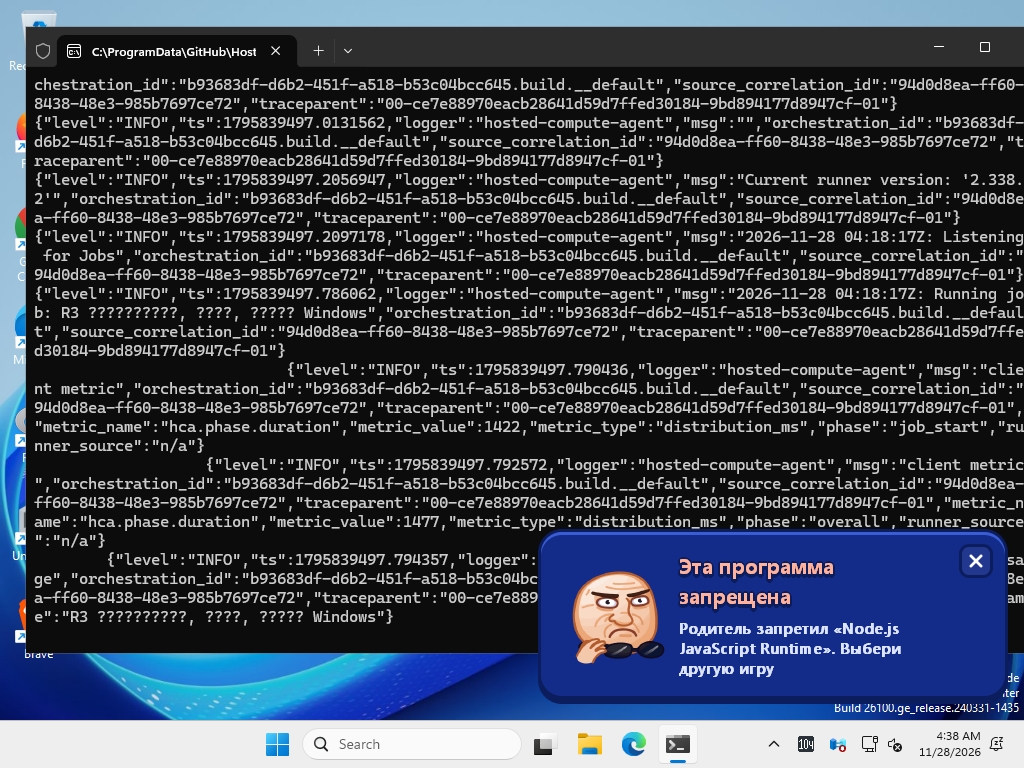 C:\ProgramData\GitHub\Host
chestration_id":"b93683df-d6b2-451f-a518-b53c04bcc645.build.__default","source_correlation_id":"94d0d8ea-ff60-
8438-48e3-985b7697ce72","traceparent":"00-ce7e88970eacb28641d59d7ffed30184-9bd894177d8947cf-01"}
{"level":"INFO","ts":1795839497.0131562,"logger":"hosted-compute-agent","msg":"","orchestration_id":"b93683df-
d6b2-451f-a518-b53c04bcc645.build.__default","source_correlation_id":"94d0d8ea-ff60-8438-48e3-985b7697ce72","t
raceparent":"00-ce7e88970eacb28641d59d7ffed30184-9bd894177d8947cf-01"}
{"level":"INFO","ts":1795839497.2056947,"logger":"hosted-compute-agent","msg":"Current runner version: '2.338.
2'","orchestration_id":"b93683df-d6b2-451f-a518-b53c04bcc645.build.__default","source_correlation_id":"94d0d8e
a-ff60-8438-48e3-985b7697ce72","traceparent":"00-ce7e88970eacb28641d59d7ffed30184-9bd894177d8947cf-01"}
{"level":"INFO","ts":1795839497.2097178,"logger":"hosted-compute-agent","msg":"2026-11-28 04:18:17Z: Listening
for Jobs","orchestration_id":"b93683df-d6b2-451f-a518-b53c04bcc645.build.__default","source_correlation_id":"
94d0d8ea-ff60-8438-48e3-985b7697ce72","traceparent":"00-ce7e88970eacb28641d59d7ffed30184-9bd894177d8947cf-01"}
{"level":"INFO","ts":1795839497.786062,"logger":"hosted-compute-agent","msg":"2026-11-28 04:18:17Z: Running jo
b: R3 ??????????, ????, ????? Windows","orchestration_id":"b93683df-d6b2-451f-a518-b53c04bcc645.build.__defaul
t","source_correlation_id":"94d0d8ea-ff60-8438-48e3-985b7697ce72","traceparent":"00-ce7e88970eacb28641d59d7ffe
d30184-9bd894177d8947cf-01"}
{"level":"INFO","ts":1795839497.790436,"logger":"hosted-compute-agent","msg":"clie
nt metric","orchestration_id":"b93683df-d6b2-451f-a518-b53c04bcc645.build.__default","source_correlation_id":"
94d0d8ea-ff60-8438-48e3-985b7697ce72","traceparent":"00-ce7e88970eacb28641d59d7ffed30184-9bd894177d8947cf-01",
"metric_name":"hca.phase.duration","metric_value":1422,"metric_type":"distribution_ms","phase":"job_start","ru
nner_source":"n/a"}
{"level":"INFO","ts":1795839497.792572,"logger":"hosted-compute-agent","msg":"client metric
","orchestration_id":"b93683df-d6b2-451f-a518-b53c04bcc645.build.__default","source_correlation_id":"94d0d8ea-
ff60-8438-48e3-985b7697ce72","traceparent":"00-ce7e88970eacb28641d59d7ffed30184-9bd894177d8947cf-01","metric_n
ame":"hca.phase.duration","metric_value":1477,"metric_type":"distribution_ms","phase":"overall","runner_source
":"n/a"}
{"level":"INFO","ts":1795839497.794357,"logger":
ge","orchestration_id":"b93683df-d6b2-451f-a518-b53c04bc
a-ff60-8438-48e3-985b7697ce72","traceparent":"00-ce7e889
e":"R3 ??????????, ????, ????? Windows"}
Эта программа
запрещена
Родитель запретил «Node.js
JavaScript Runtime». Выбери
другую игру
Brave
Build 26100.ge_release.240331-1435
Search
104
4:38 AM
11/28/2026